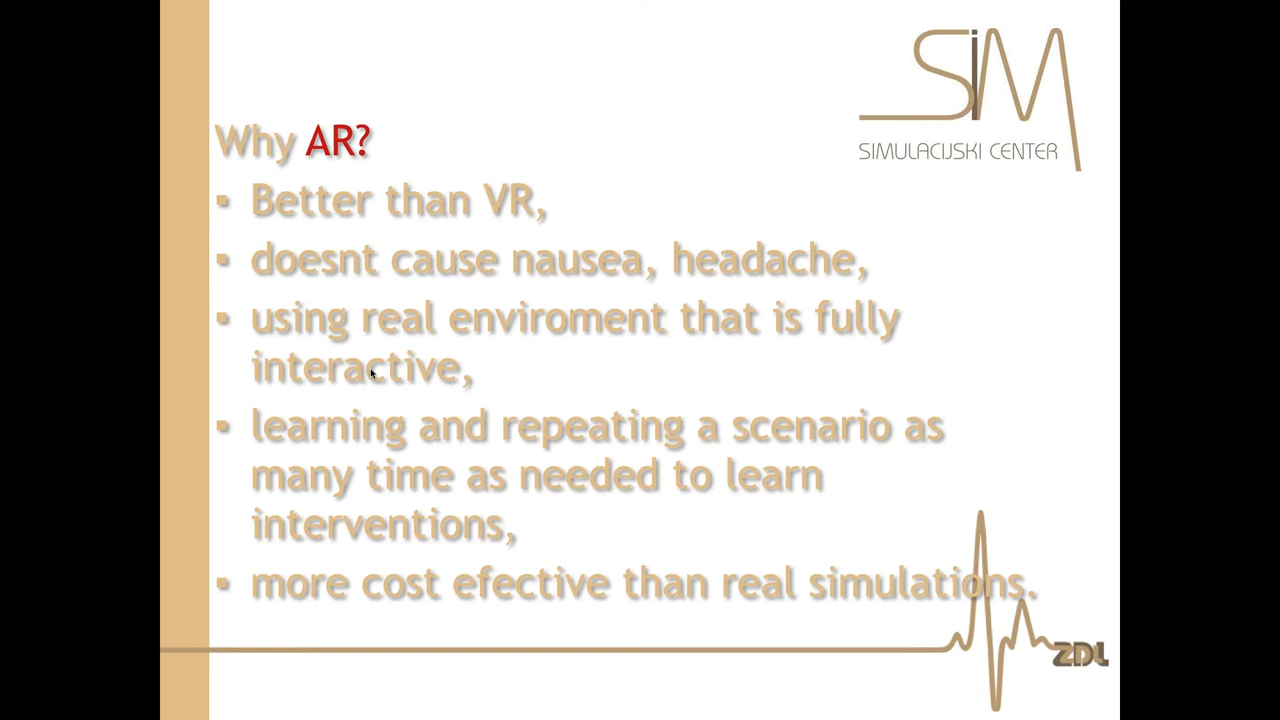 SiM
SIMULACIJSKI CENTER
Why AR?
▪ Better than VR,
▪ doesnt cause nausea, headache,
▪ using real enviroment that is fully
interactive,
▪ learning and repeating a scenario as
many time as needed to learn
interventions,
▪ more cost efective than real simulations.
ZDL